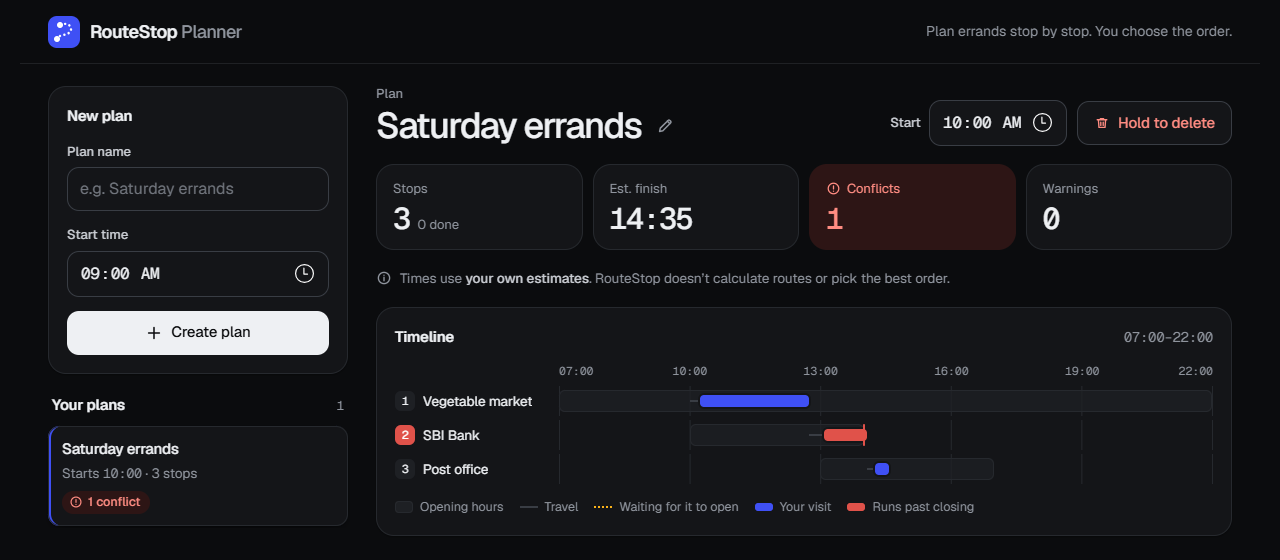 RouteStop Planner
Plan errands stop by stop. You choose the order.
New plan
Plan name
e.g. Saturday errands
Start time
09:00 AM
Create plan
Your plans 1
Saturday errands
Starts 10:00 · 3 stops
1 conflict
Plan
Saturday errands
Start 10:00 AM Hold to delete
Stops
3 0 done
Est. finish
14:35
Conflicts
1
Warnings
0
Times use your own estimates. RouteStop doesn't calculate routes or pick the best order.
Timeline 07:00–22:00
07:00 10:00 13:00 16:00 19:00 22:00
1 Vegetable market
2 SBI Bank
3 Post office
Opening hours Travel Waiting for it to open Your visit Runs past closing